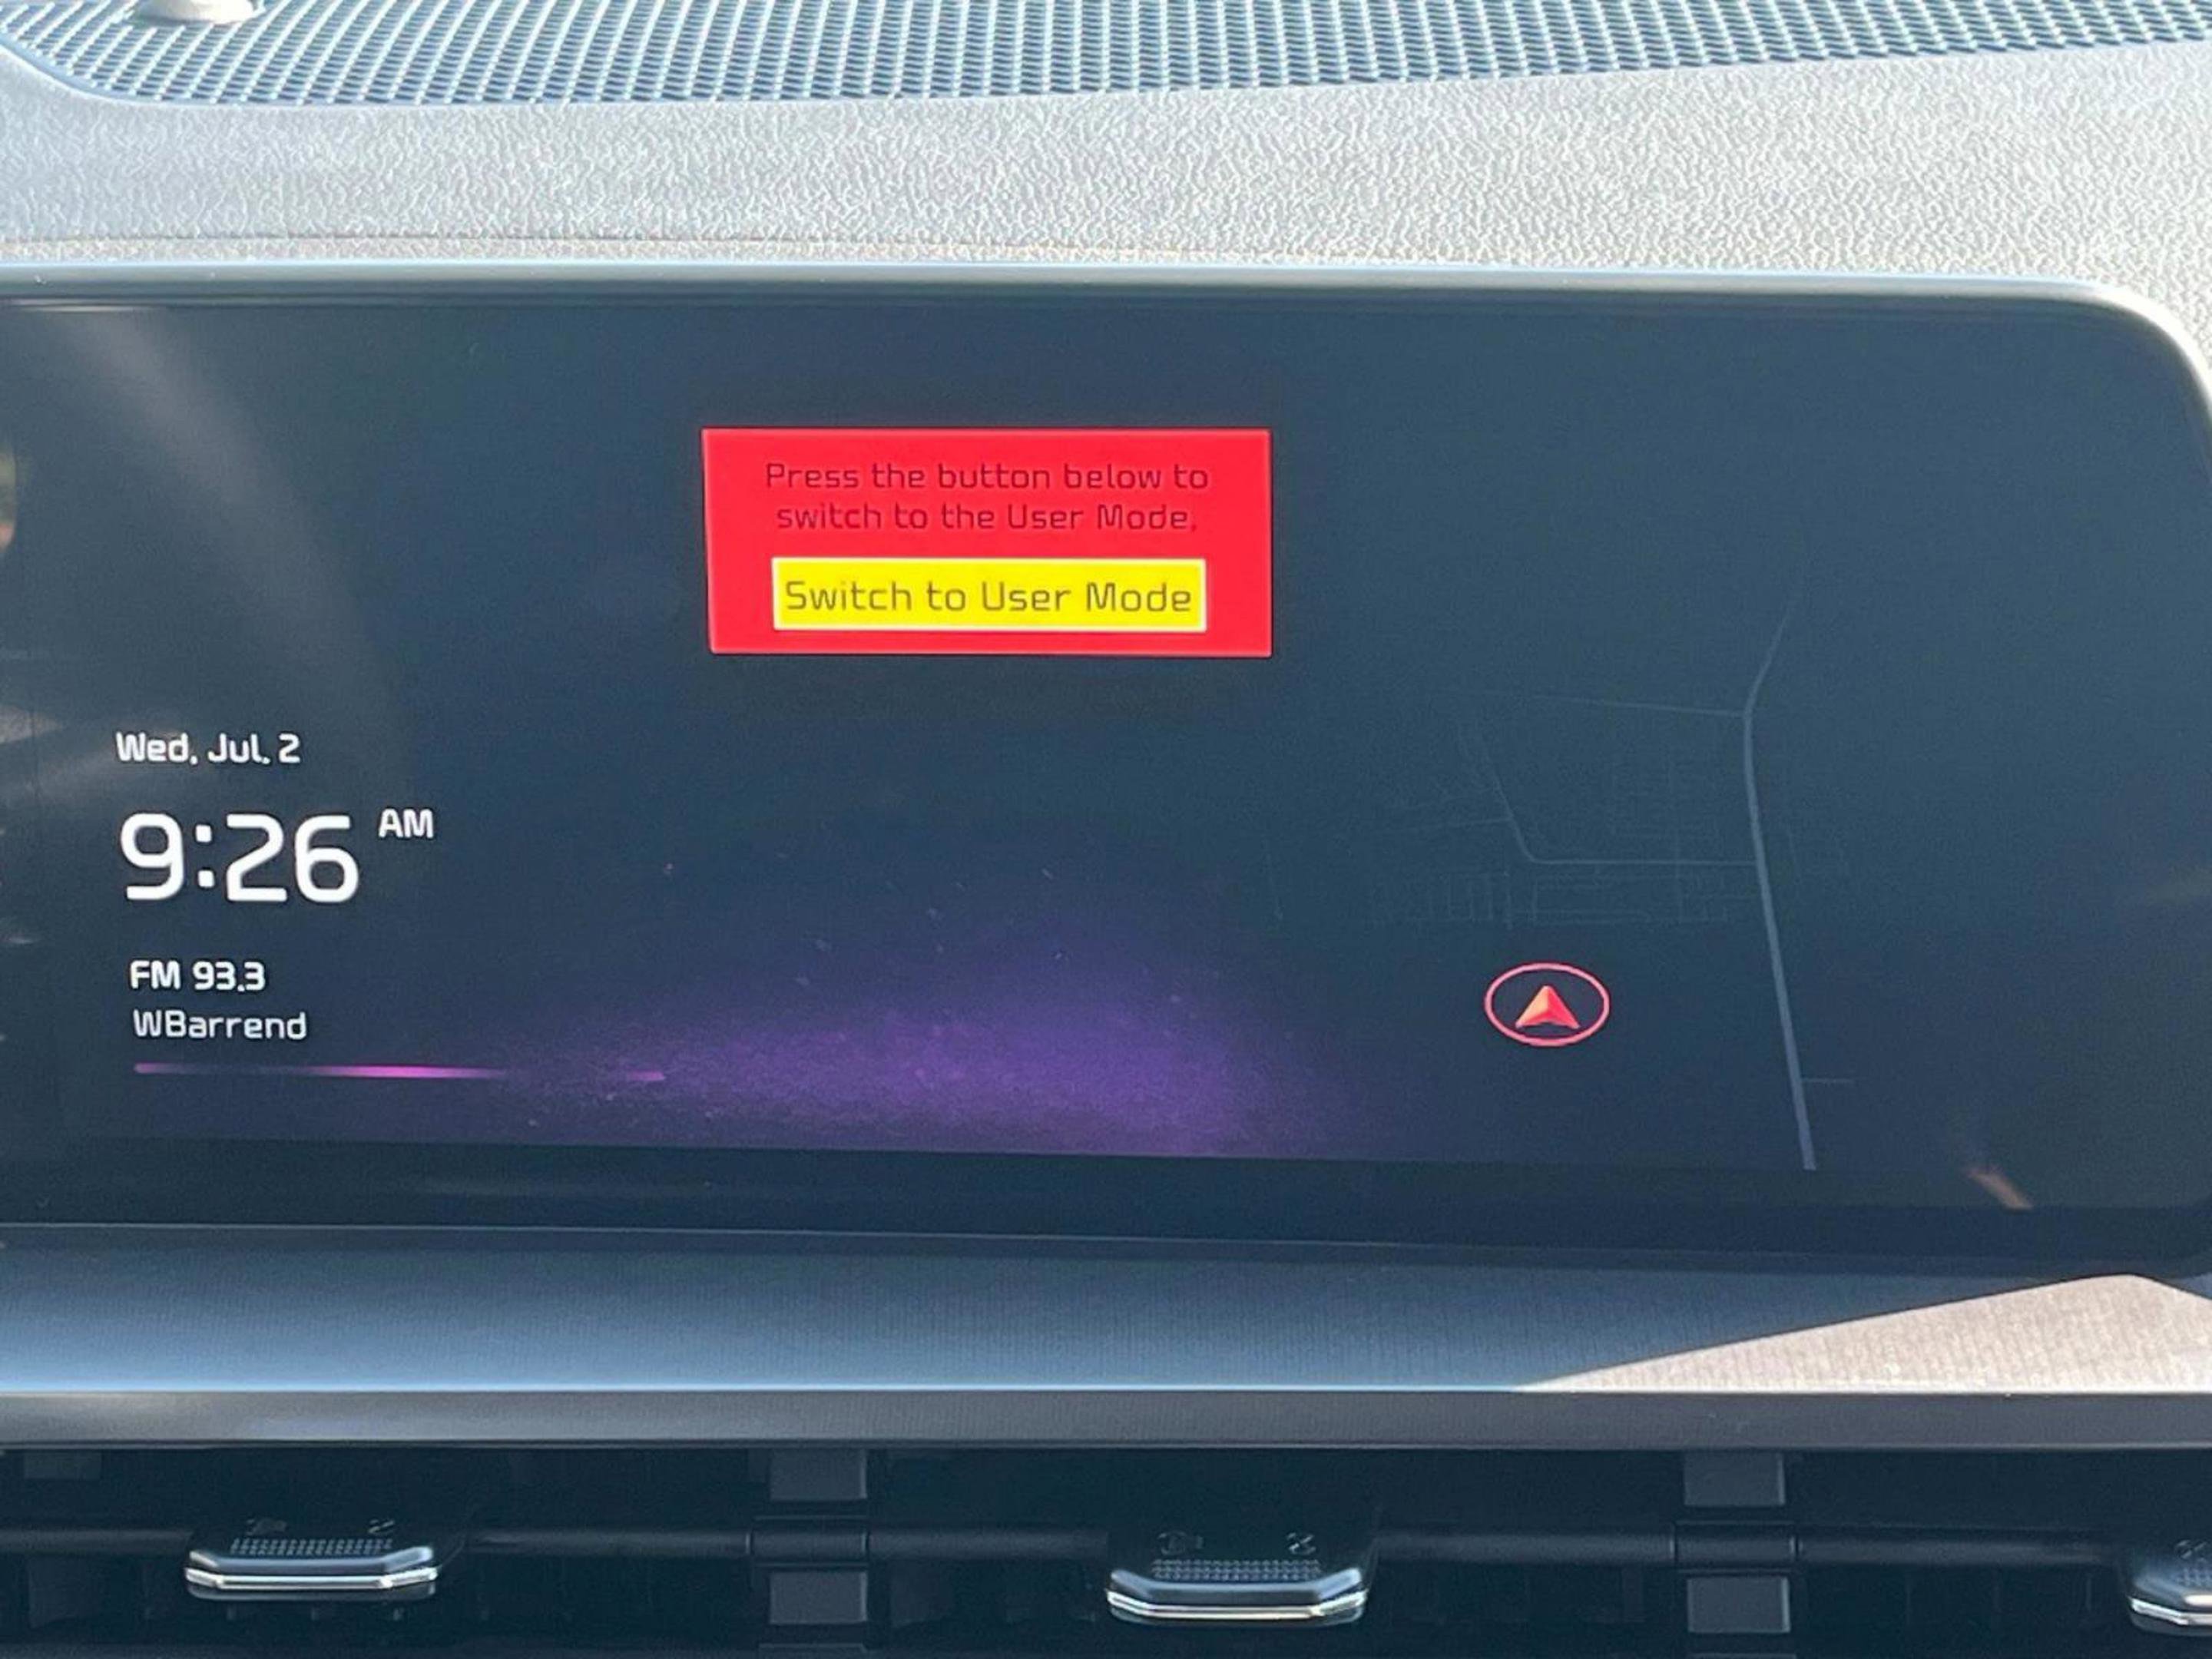 Press the button below to
switch to the User Mode.
Switch to User Mode
Wed, Jul. 2
9:26 AM
FM 93.3
WBarrend